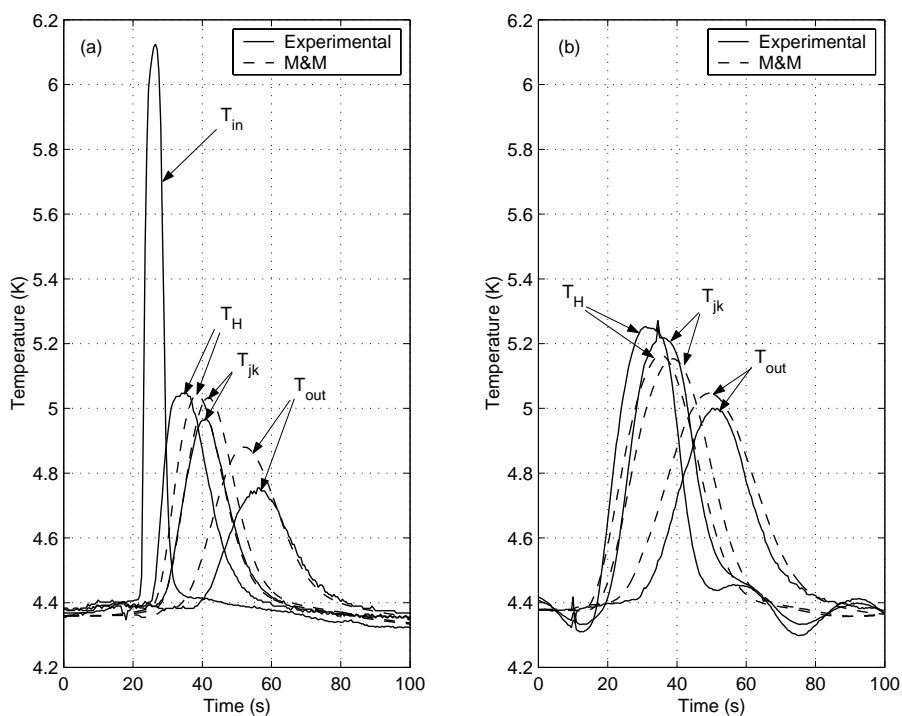 (a)
Experimental
M&M
T_in
T_H
T_jk
T_out
6.2
6
5.8
5.6
5.4
5.2
5
4.8
4.6
4.4
4.2
Temperature (K)
0 20 40 60 80 100
Time (s)
(b)
Experimental
M&M
T_H
T_jk
T_out
6.2
6
5.8
5.6
5.4
5.2
5
4.8
4.6
4.4
4.2
Temperature (K)
0 20 40 60 80 100
Time (s)